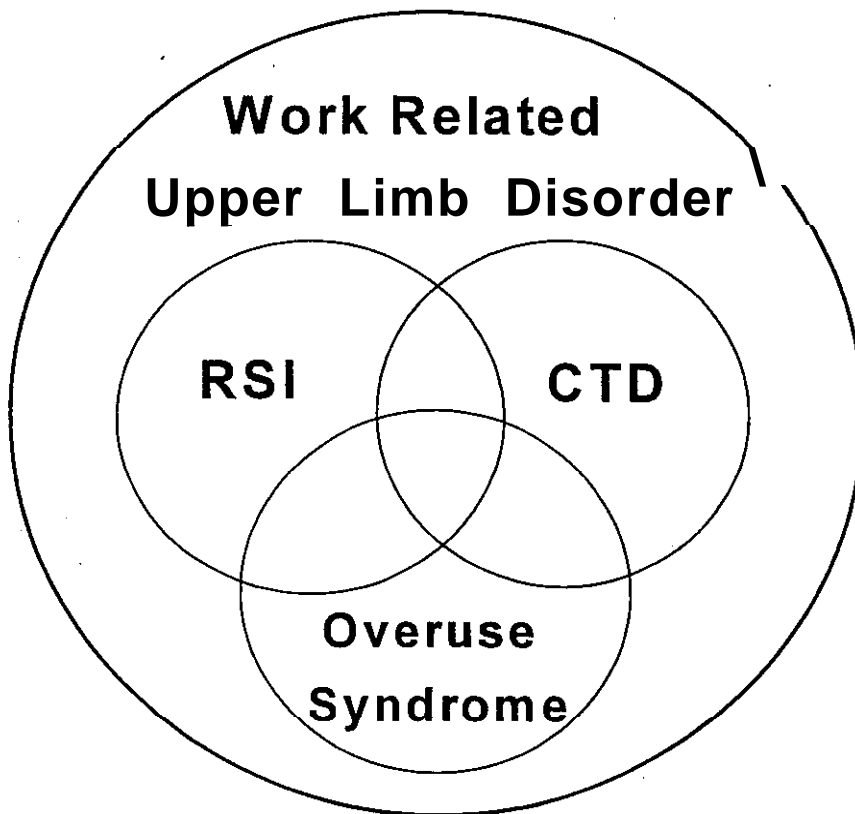 Work Related
Upper Limb Disorder
RSI
CTD
Overuse
Syndrome